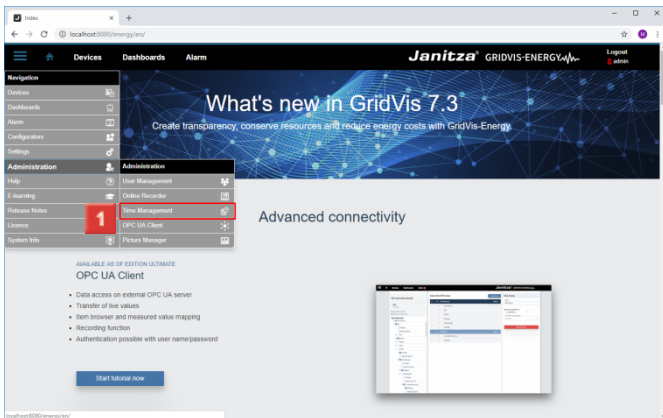 Index
localhost:8080/energy/en/
Devices
Dashboards
Alarm
Janitza® GRIDVIS-ENERGY
Logout
admin
Navigation
Devices
Dashboards
Alarm
Configurators
Settings
Administration
Help
E-learning
Release Notes
Licence
System Info
Administration
User Management
Online Recorder
Time Management
OPC UA Client
Picture Manager
1
What's new in GridVis 7.3
Create transparency, conserve resources and reduce energy costs with GridVis-Energy.
Advanced connectivity
AVAILABLE AS OF EDITION ULTIMATE
OPC UA Client
• Data access on external OPC UA server
• Transfer of live values
• Item browser and measured value mapping
• Recording function
• Authentication possible with user name/password
Start tutorial now
Janitza
localhost:8080/energy/en/